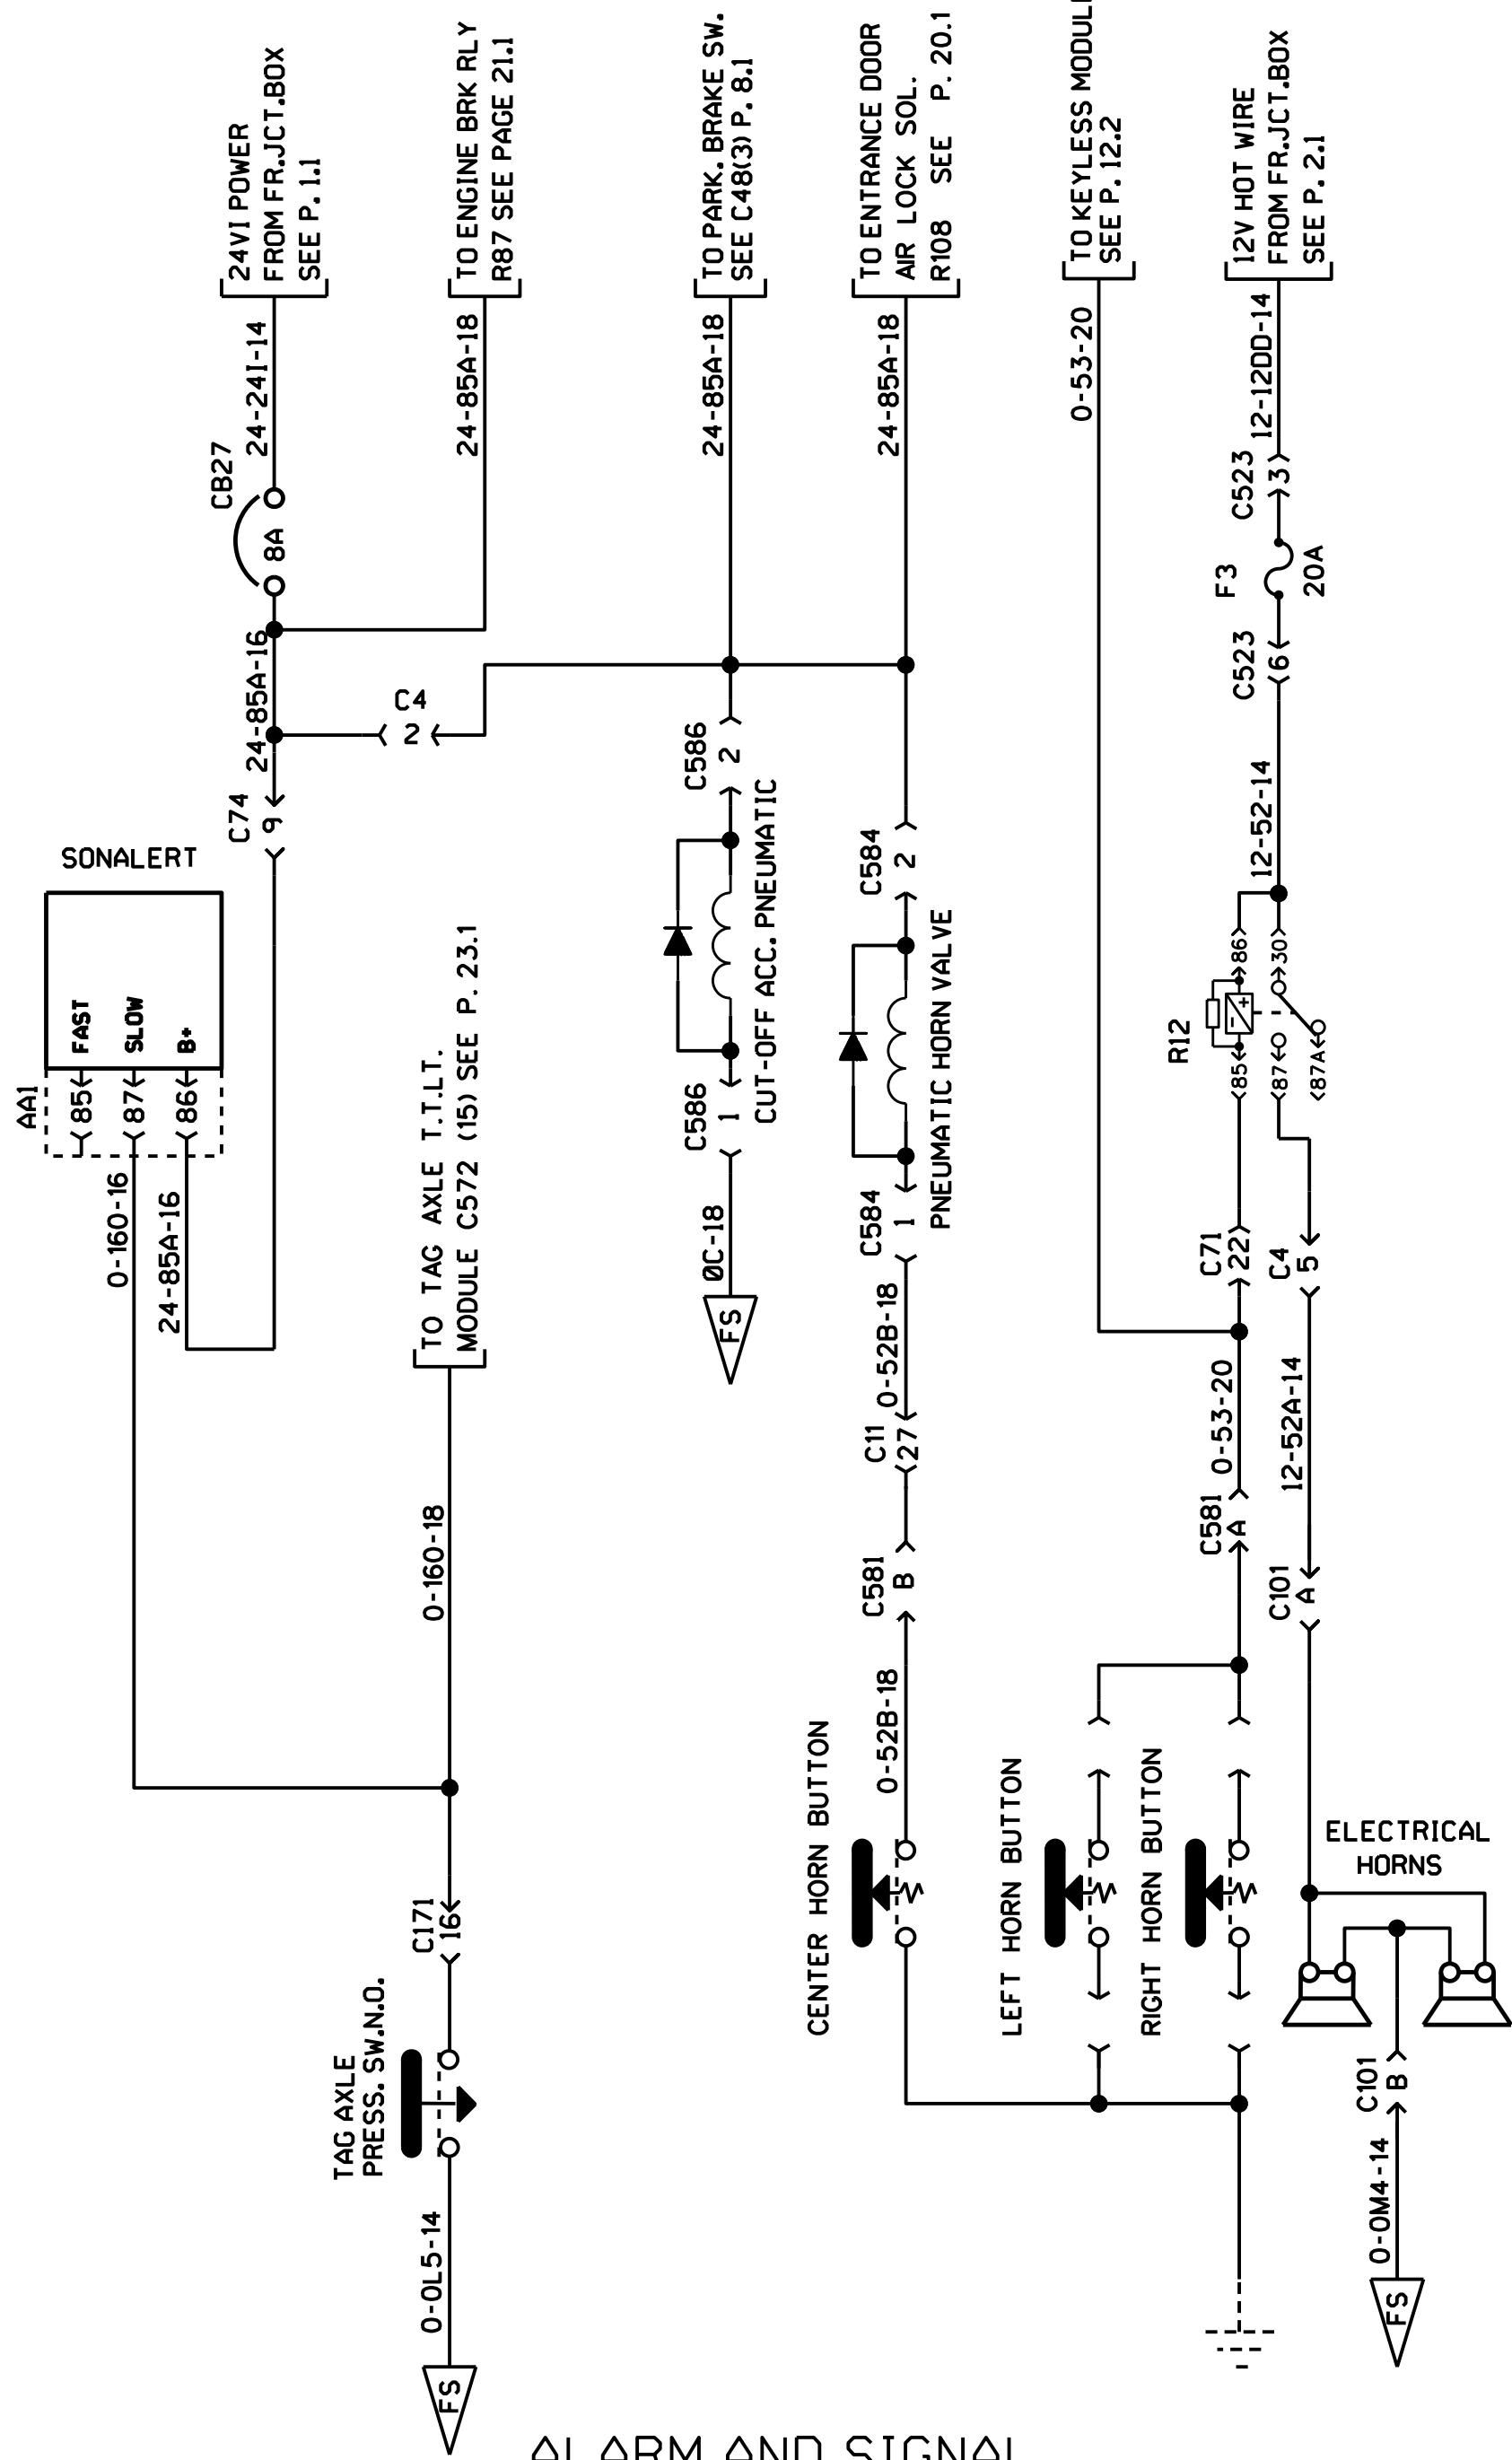 24VI POWER
FROM FR.JCT.BOX
SEE P. 1.1
TO ENGINE BRK RLY
R87 SEE PAGE 21.1
TO PARK. BRAKE SW.
SEE C48(3) P. 8.1
TO ENTRANCE DOOR
AIR LOCK SOL.
R108 SEE P. 20.1
TO KEYLESS MODULE
SEE P. 12.2
12V HOT WIRE
FROM FR.JCT.BOX
SEE P. 2.1
24-24I-14
24-85A-18
24-85A-18
24-85A-18
0-53-20
12-12DD-14
CB27
8A
C523
3
F3
20A
C523
6
24-85A-16
C4
2
C74
9
C586
2
C584
2
12-52-14
SONALERT
FAST
SLOW
B+
AA1
85
87
86
0-160-16
24-85A-16
TO TAG AXLE T.T.LT.
MODULE C572 (15) SEE P. 23.1
CUT-OFF ACC. PNEUMATIC
C586
1
0C-18
FS
PNEUMATIC HORN VALVE
C584
1
0-52B-18
R12
86
30
+
-
85
87
87A
C71
22
C4
5
0-53-20
12-52A-14
C11
27
C581
B
C581
A
C101
A
0-160-18
0-52B-18
CENTER HORN BUTTON
LEFT HORN BUTTON
RIGHT HORN BUTTON
ELECTRICAL
HORNS
C171
16
TAG AXLE
PRESS. SW.N.O.
C101
B
0-0L5-14
0-0M4-14
FS
FS
ALARM AND SIGNAL